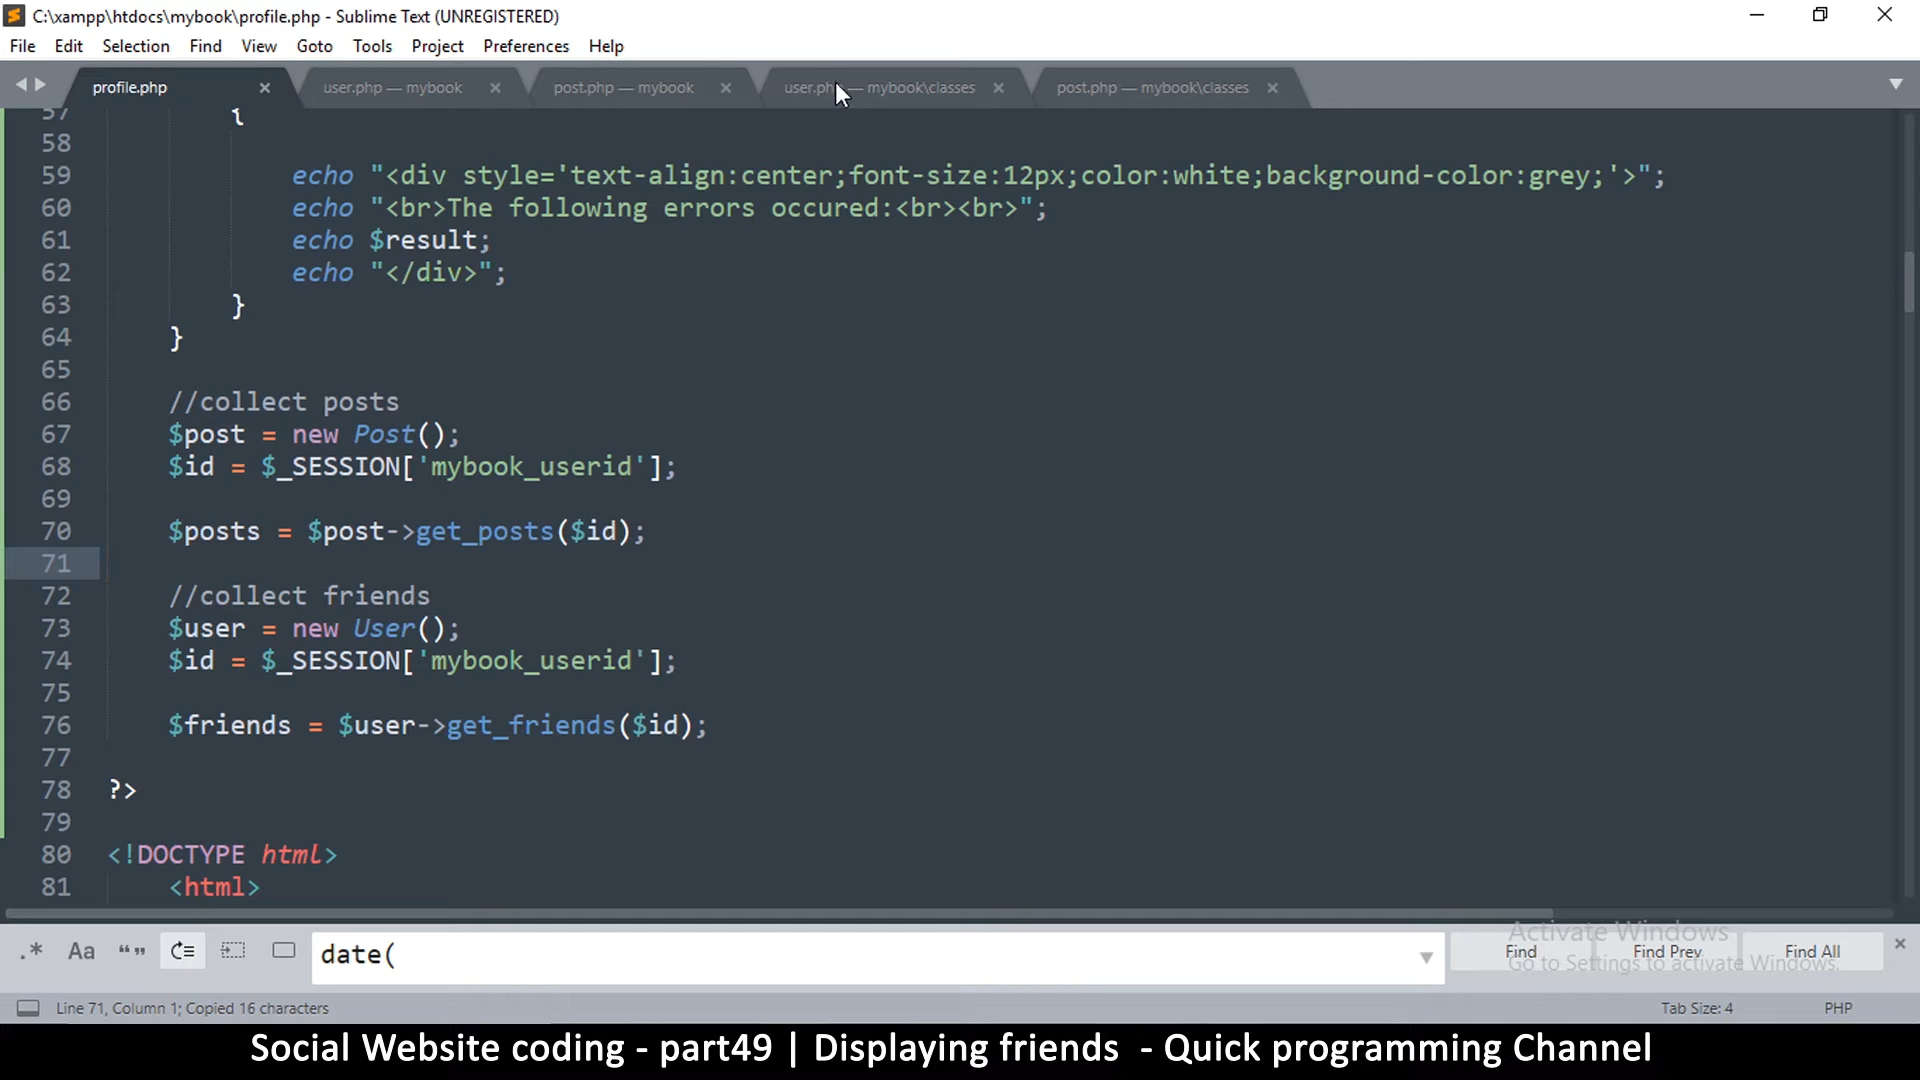 C:\xampp\htdocs\mybook\profile.php - Sublime Text (UNREGISTERED)
File Edit Selection Find View Goto Tools Project Preferences Help
profile.php user.php — mybook post.php — mybook user.php — mybook\classes post.php — mybook\classes
57 {
58
59 echo "<div style='text-align:center;font-size:12px;color:white;background-color:grey;'>";
60 echo "<br>The following errors occured:<br><br>";
61 echo $result;
62 echo "</div>";
63 }
64 }
65
66 //collect posts
67 $post = new Post();
68 $id = $_SESSION['mybook_userid'];
69
70 $posts = $post->get_posts($id);
71
72 //collect friends
73 $user = new User();
74 $id = $_SESSION['mybook_userid'];
75
76 $friends = $user->get_friends($id);
77
78 ?>
79
80 <!DOCTYPE html>
81 <html>
Activate Windows
.* Aa “” date( Find Find Prev Find All
Go to Settings to activate Windows.
Line 71, Column 1; Copied 16 characters Tab Size: 4 PHP
Social Website coding - part49 | Displaying friends - Quick programming Channel